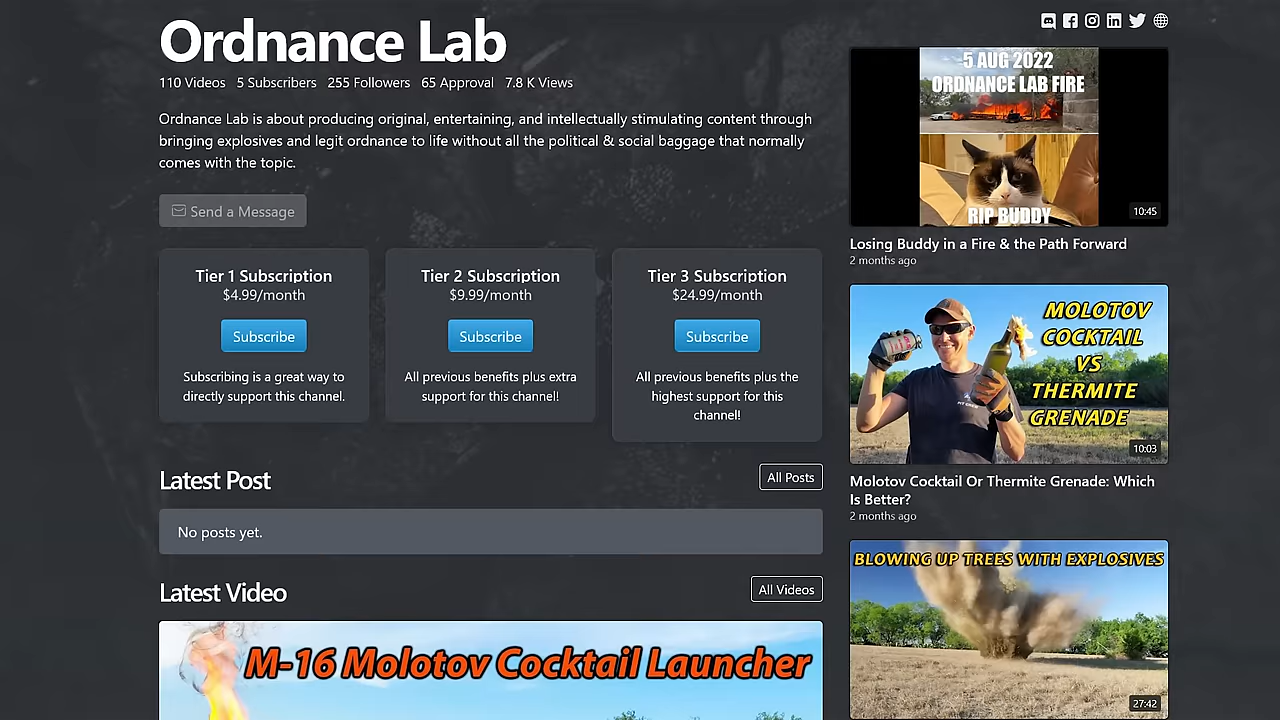 Ordnance Lab
110 Videos 5 Subscribers 255 Followers 65 Approval 7.8 K Views
Ordnance Lab is about producing original, entertaining, and intellectually stimulating content through
bringing explosives and legit ordnance to life without all the political & social baggage that normally
comes with the topic.
Send a Message
Tier 1 Subscription
$4.99/month
Subscribe
Subscribing is a great way to
directly support this channel.
Tier 2 Subscription
$9.99/month
Subscribe
All previous benefits plus extra
support for this channel!
Tier 3 Subscription
$24.99/month
Subscribe
All previous benefits plus the
highest support for this
channel!
Latest Post
All Posts
No posts yet.
Latest Video
All Videos
M-16 Molotov Cocktail Launcher
5 AUG 2022
ORDNANCE LAB FIRE
RIP BUDDY
10:45
Losing Buddy in a Fire & the Path Forward
2 months ago
MOLOTOV
COCKTAIL
VS
THERMITE
GRENADE
10:03
Molotov Cocktail Or Thermite Grenade: Which
Is Better?
2 months ago
BLOWING UP TREES WITH EXPLOSIVES
27:42